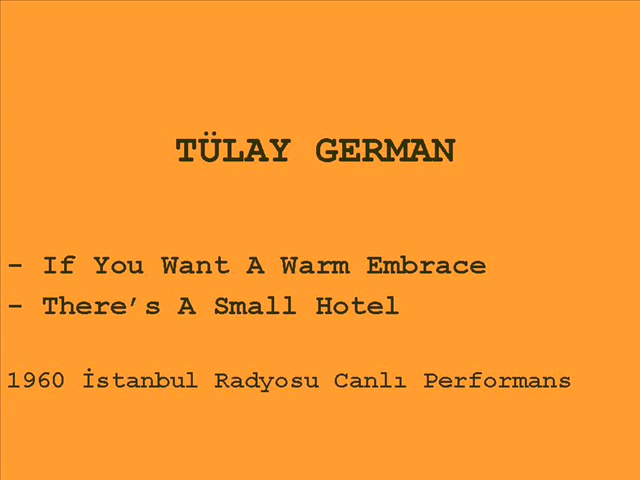 TÜLAY GERMAN
- If You Want A Warm Embrace
- There’s A Small Hotel
1960 İstanbul Radyosu Canlı Performans